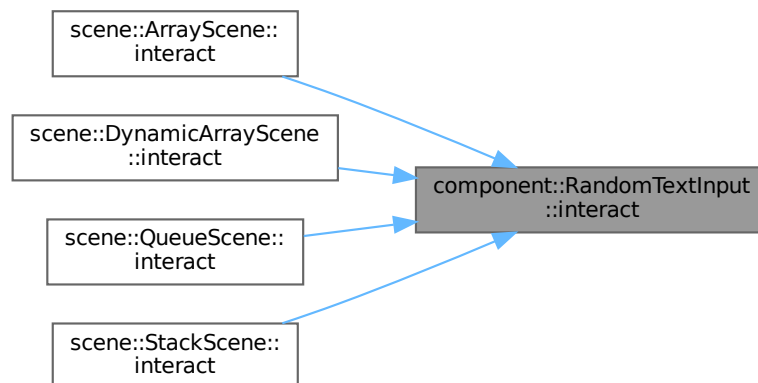 scene::ArrayScene::
interact
scene::DynamicArrayScene
::interact
component::RandomTextInput
::interact
scene::QueueScene::
interact
scene::StackScene::
interact